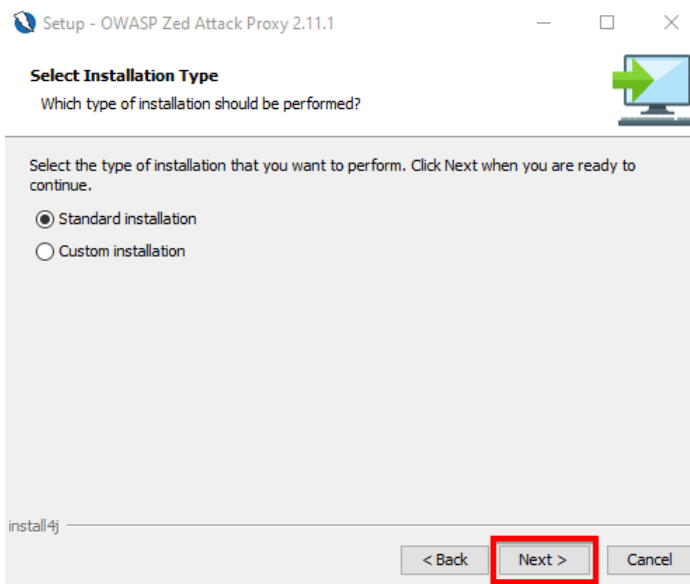 Setup - OWASP Zed Attack Proxy 2.11.1
Select Installation Type
Which type of installation should be performed?
Select the type of installation that you want to perform. Click Next when you are ready to
continue.
Standard installation
Custom installation
install4j
< Back Next > Cancel